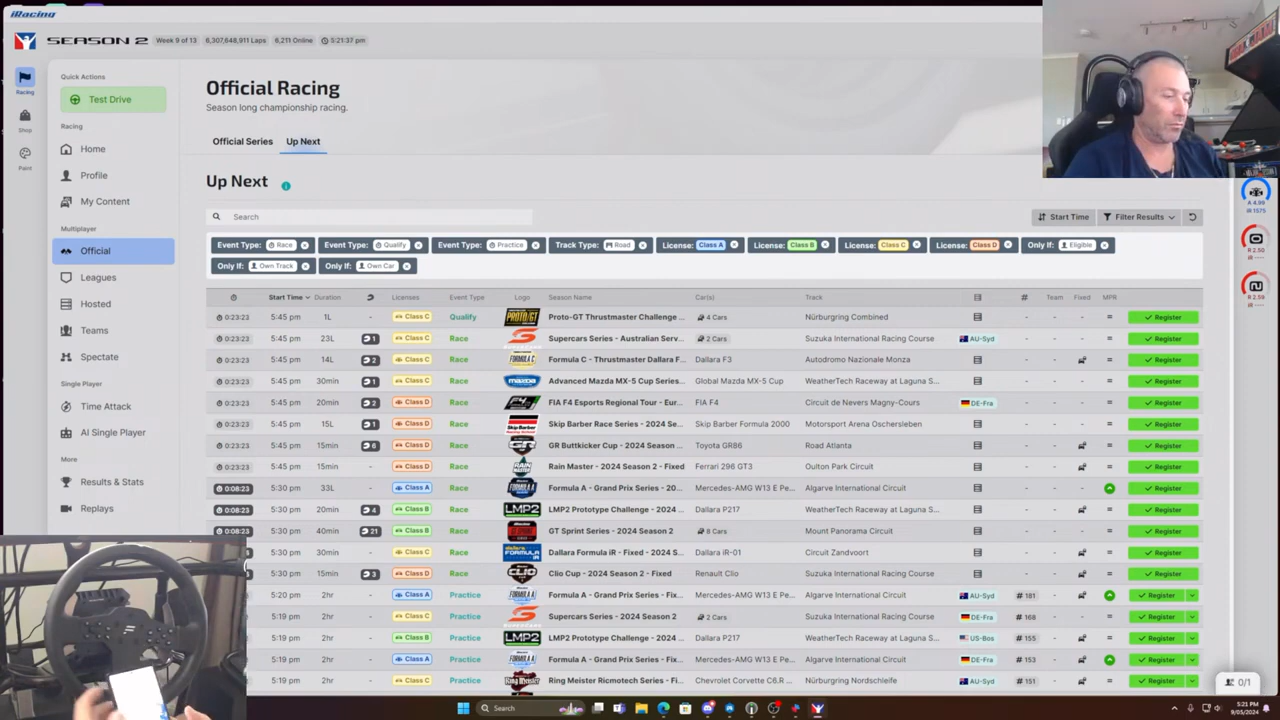 iRacing
SEASON 2 Week 9 of 13 6,307,648,911 Laps 6,211 Online 5:21:37 pm
Racing
Shop
Paint
Quick Actions
Test Drive
Racing
Home
Profile
My Content
Multiplayer
Official
Leagues
Hosted
Teams
Spectate
Single Player
Time Attack
AI Single Player
More
Results & Stats
Replays
Official Racing
Season long championship racing.
Official Series Up Next
Up Next
Search Start Time Filter Results
Event Type: Race Event Type: Qualify Event Type: Practice Track Type: Road License: Class A License: Class B License: Class C License: Class D Only If: Eligible
Only If: Own Track Only If: Own Car
Start Time Duration Licenses Event Type Logo Season Name Car(s) Track # Team Fixed MPR
0:23:23 5:45 pm 1L - Class C Qualify Proto-GT Thrustmaster Challenge ... 4 Cars Nürburgring Combined - - - = Register
0:23:23 5:45 pm 23L 1 Class C Race Supercars Series - Australian Serv... 2 Cars Suzuka International Racing Course AU-Syd - - - = Register
0:23:23 5:45 pm 14L 2 Class C Race Formula C - Thrustmaster Dallara F... Dallara F3 Autodromo Nazionale Monza - - = Register
0:23:23 5:45 pm 30min 1 Class C Race Advanced Mazda MX-5 Cup Series... Global Mazda MX-5 Cup WeatherTech Raceway at Laguna S... - - - = Register
0:23:23 5:45 pm 20min 2 Class D Race FIA F4 Esports Regional Tour - Eur... FIA F4 Circuit de Nevers Magny-Cours DE-Fra - - = Register
0:23:23 5:45 pm 15L 1 Class D Race Skip Barber Race Series - 2024 Se... Skip Barber Formula 2000 Motorsport Arena Oschersleben - - - = Register
0:23:23 5:45 pm 15min 6 Class D Race GR Buttkicker Cup - 2024 Season ... Toyota GR86 Road Atlanta - - = Register
0:23:23 5:45 pm 15min - Class D Race Rain Master - 2024 Season 2 - Fixed Ferrari 296 GT3 Oulton Park Circuit - - = Register
0:08:23 5:30 pm 33L - Class A Race Formula A - Grand Prix Series - 20... Mercedes-AMG W13 E Pe... Algarve International Circuit - - - Register
0:08:23 5:30 pm 20min 4 Class B Race LMP2 Prototype Challenge - 2024 ... Dallara P217 WeatherTech Raceway at Laguna S... - - = Register
0:08:23 5:30 pm 40min 21 Class B Race GT Sprint Series - 2024 Season 2 8 Cars Mount Panorama Circuit - - - = Register
0:08:23 5:30 pm 30min - Class C Race Dallara Formula iR - Fixed - 2024 S... Dallara iR-01 Circuit Zandvoort - - = Register
0:08:23 5:30 pm 15min 3 Class D Race Clio Cup - 2024 Season 2 - Fixed Renault Clio Suzuka International Racing Course - - = Register
5:20 pm 2hr - Class A Practice Formula A - Grand Prix Series - Fix... Mercedes-AMG W13 E Pe... Algarve International Circuit AU-Syd # 181 - Register
5:19 pm 2hr - Class C Practice Supercars Series - 2024 Season 2 ... 2 Cars Suzuka International Racing Course DE-Fra # 168 - = Register
5:19 pm 2hr - Class B Practice LMP2 Prototype Challenge - 2024 ... Dallara P217 WeatherTech Raceway at Laguna S... US-Bos # 155 - = Register
5:19 pm 2hr - Class A Practice Formula A - Grand Prix Series - Fix... Mercedes-AMG W13 E Pe... Algarve International Circuit DE-Fra # 153 - Register
5:19 pm 2hr - Class C Practice Ring Meister Ricmotech Series - ... Chevrolet Corvette C6.R ... Nürburgring Nordschleife AU-Syd # 151 - = Register
A 4.99
iR 1575
R 2.50
iR ----
R 2.59
iR ----
0/1
Search
5:21 PM
9/05/2024